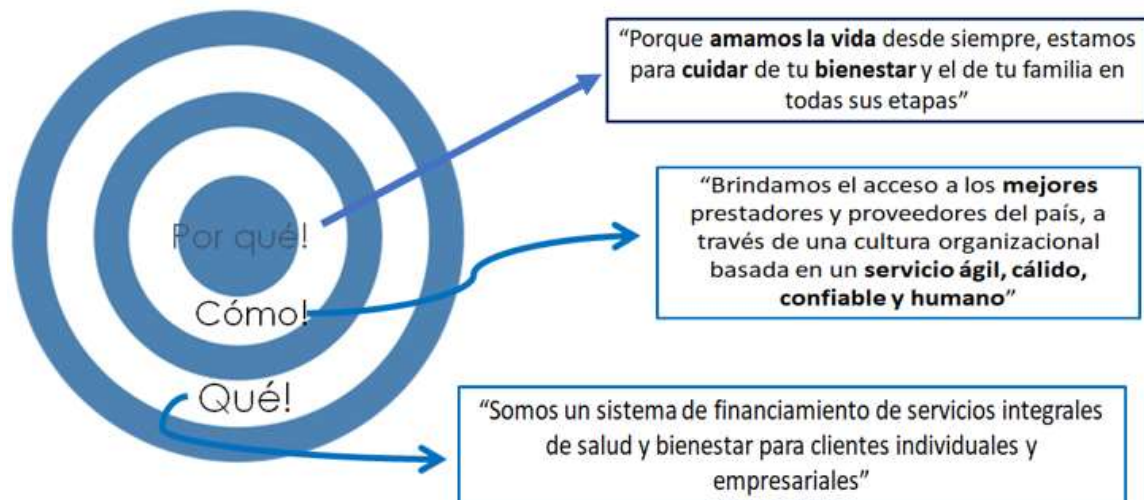 “Porque amamos la vida desde siempre, estamos
para cuidar de tu bienestar y el de tu familia en
todas sus etapas”
Por qué!
“Brindamos el acceso a los mejores
prestadores y proveedores del país, a
través de una cultura organizacional
basada en un servicio ágil, cálido,
confiable y humano”
Cómo!
Qué!
“Somos un sistema de financiamiento de servicios integrales
de salud y bienestar para clientes individuales y
empresariales”